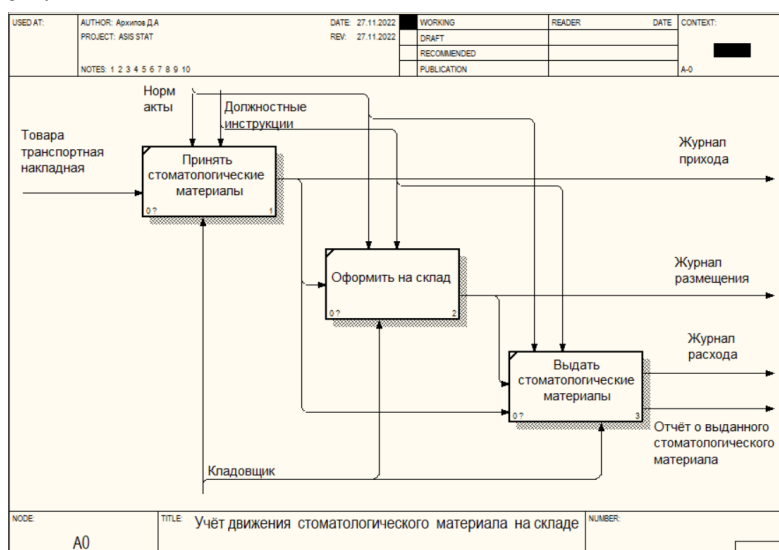 USED AT:
AUTHOR: Архипов Д.А
DATE: 27.11.2022
WORKING
READER
DATE
CONTEXT:
PROJECT: ASIS STAT
REV: 27.11.2022
DRAFT
RECOMMENDED
NOTES: 1 2 3 4 5 6 7 8 9 10
PUBLICATION
A-0
Норм
акты
Должностные
инструкции
Товара
транспортная
накладная
Принять
стоматологические
материалы
0 ?
1
Журнал
прихода
Оформить на склад
0 ?
2
Журнал
размещения
Выдать
стоматологические
материалы
0 ?
3
Журнал
расхода
Отчёт о выданного
стоматологического
материала
Кладовщик
NODE:
A0
TITLE:
Учёт движения стоматологического материала на складе
NUMBER: